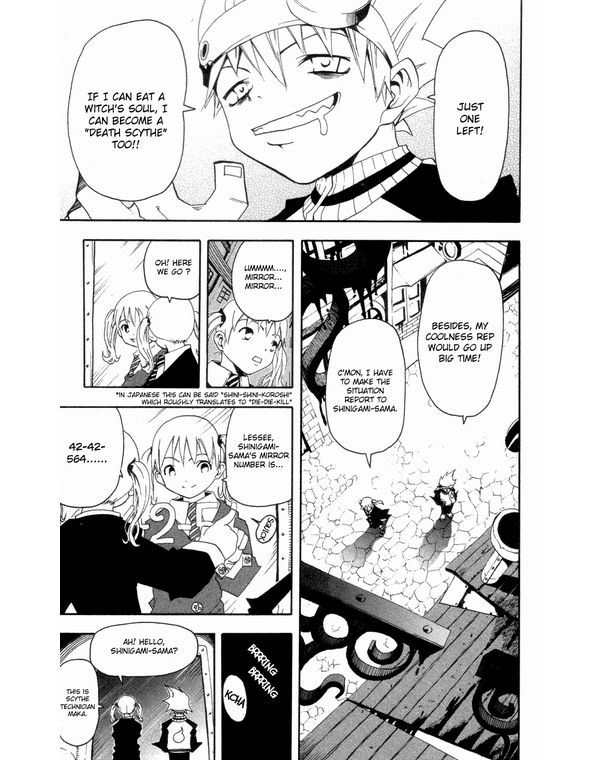 JUST
ONE
LEFT!
IF I CAN EAT A
WITCH'S SOUL, I
CAN BECOME A
"DEATH SCYTHE"
TOO!!
BESIDES, MY
COOLNESS REP
WOULD GO UP
BIG TIME!
C'MON, I HAVE
TO MAKE THE
SITUATION
REPORT TO
SHINIGAMI-SAMA.
UMMMM....,
MIRROR...
MIRROR...
OH! HERE
WE GO ?
*IN JAPANESE THIS CAN BE SAID "SHINI-SHINI-KOROSHI"
WHICH ROUGHLY TRANSLATES TO "DIE-DIE-KILL"
LESSEE,
SHINIGAMI-
SAMA'S MIRROR
NUMBER IS...
42-42-
564......
42
BRRRING
BRRRING
KCHA
AH! HELLO,
SHINIGAMI-SAMA?
THIS IS
SCYTHE
TECHNICIAN
MAKA.